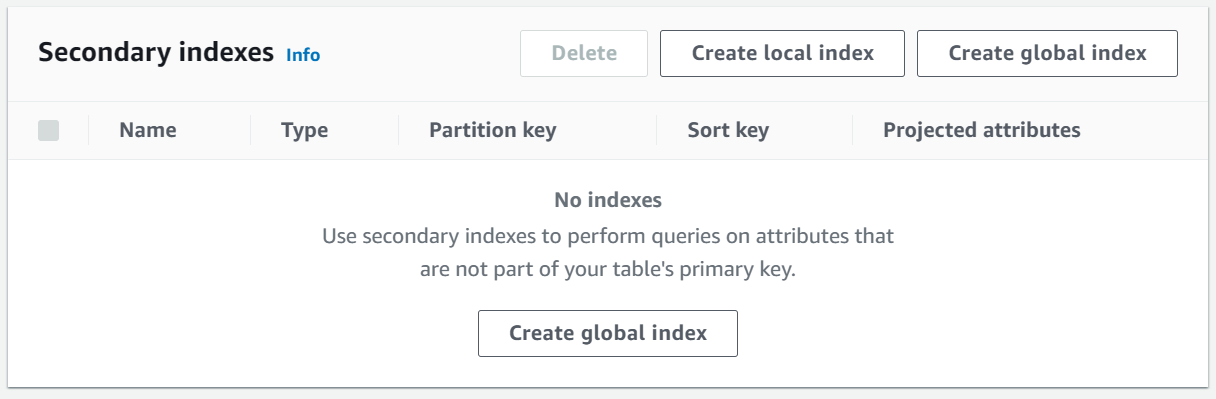 Secondary indexes Info Delete Create local index Create global index
Name Type Partition key Sort key Projected attributes
No indexes
Use secondary indexes to perform queries on attributes that
are not part of your table's primary key.
Create global index